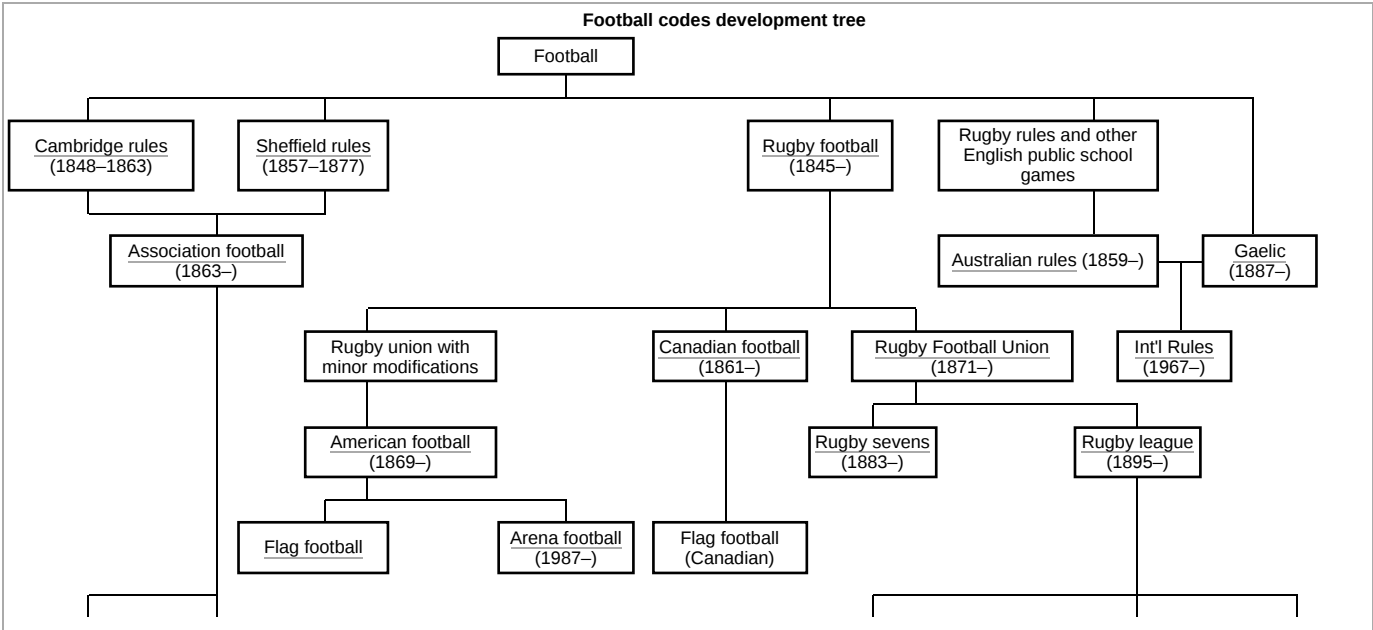 Football codes development tree
Football
Cambridge rules
(1848–1863)
Sheffield rules
(1857–1877)
Rugby football
(1845–)
Rugby rules and other
English public school
games
Association football
(1863–)
Australian rules (1859–)
Gaelic
(1887–)
Rugby union with
minor modifications
Canadian football
(1861–)
Rugby Football Union
(1871–)
Int'l Rules
(1967–)
American football
(1869–)
Rugby sevens
(1883–)
Rugby league
(1895–)
Flag football
Arena football
(1987–)
Flag football
(Canadian)